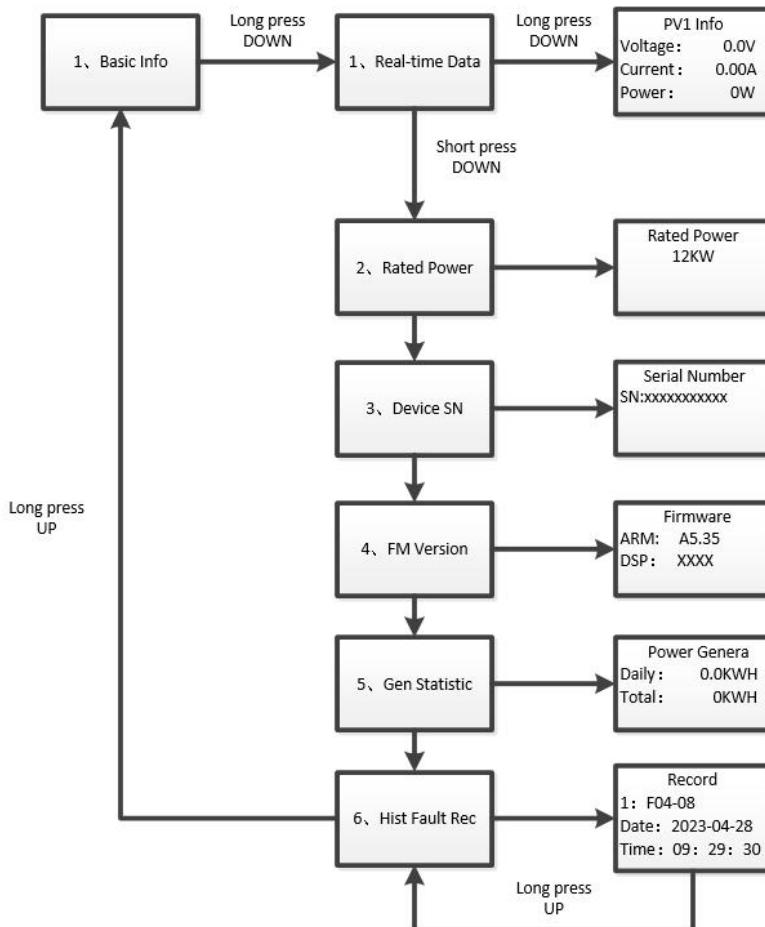 Long press
DOWN
Long press
DOWN
1、Basic Info
1、Real-time Data
PV1 Info
Voltage： 0.0V
Current： 0.00A
Power： 0W
Short press
DOWN
2、Rated Power
Rated Power
12KW
3、Device SN
Serial Number
SN:xxxxxxxxxxx
Long press
UP
4、FM Version
Firmware
ARM: A5.35
DSP： XXXX
5、Gen Statistic
Power Genera
Daily： 0.0KWH
Total： 0KWH
6、Hist Fault Rec
Record
1：F04-08
Date：2023-04-28
Time：09：29：30
Long press
UP